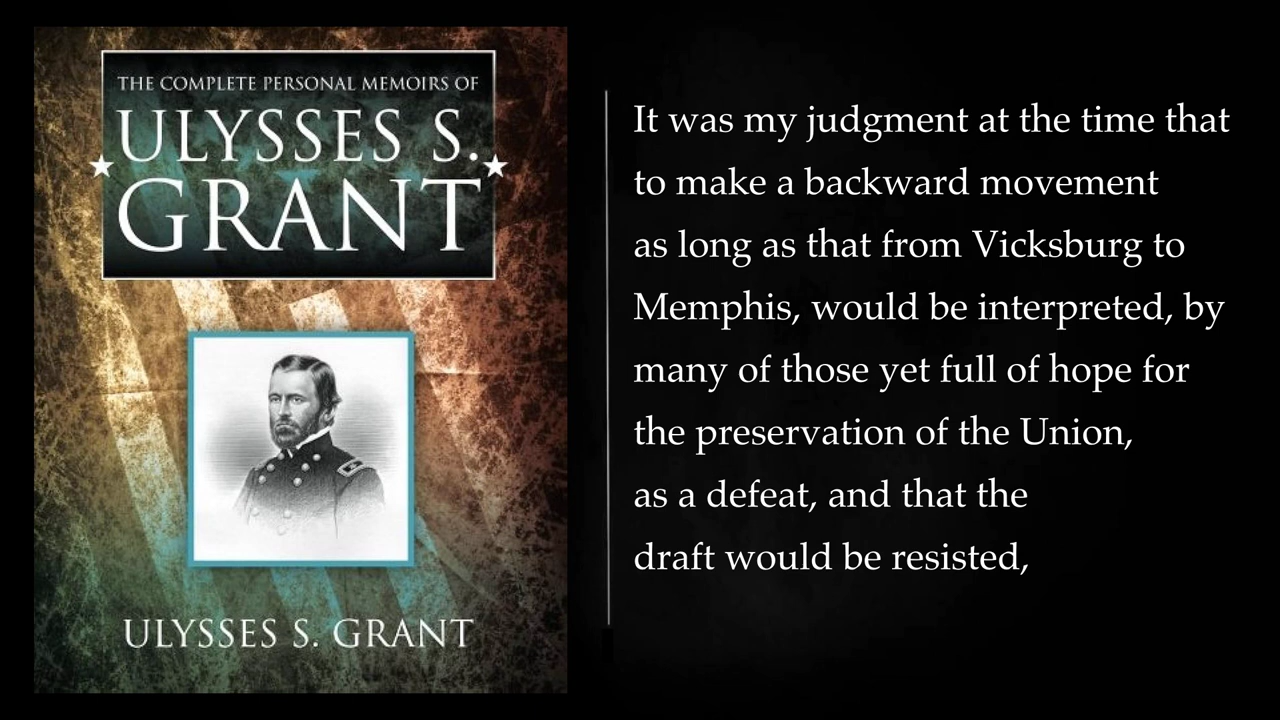 THE COMPLETE PERSONAL MEMOIRS OF
ULYSSES S.
GRANT
ULYSSES S. GRANT
It was my judgment at the time that
to make a backward movement
as long as that from Vicksburg to
Memphis, would be interpreted, by
many of those yet full of hope for
the preservation of the Union,
as a defeat, and that the
draft would be resisted,